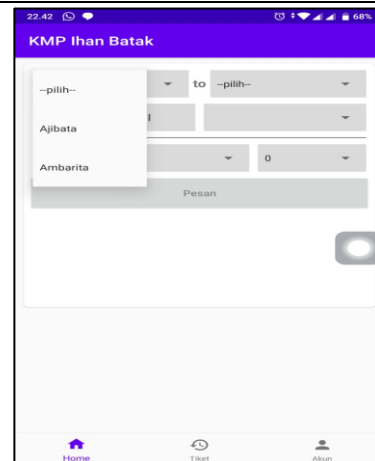 22.42 68%
KMP Ihan Batak
--pilih-- to --pilih--
Ajibata
Ambarita 0
Pesan
Home Tiket Akun